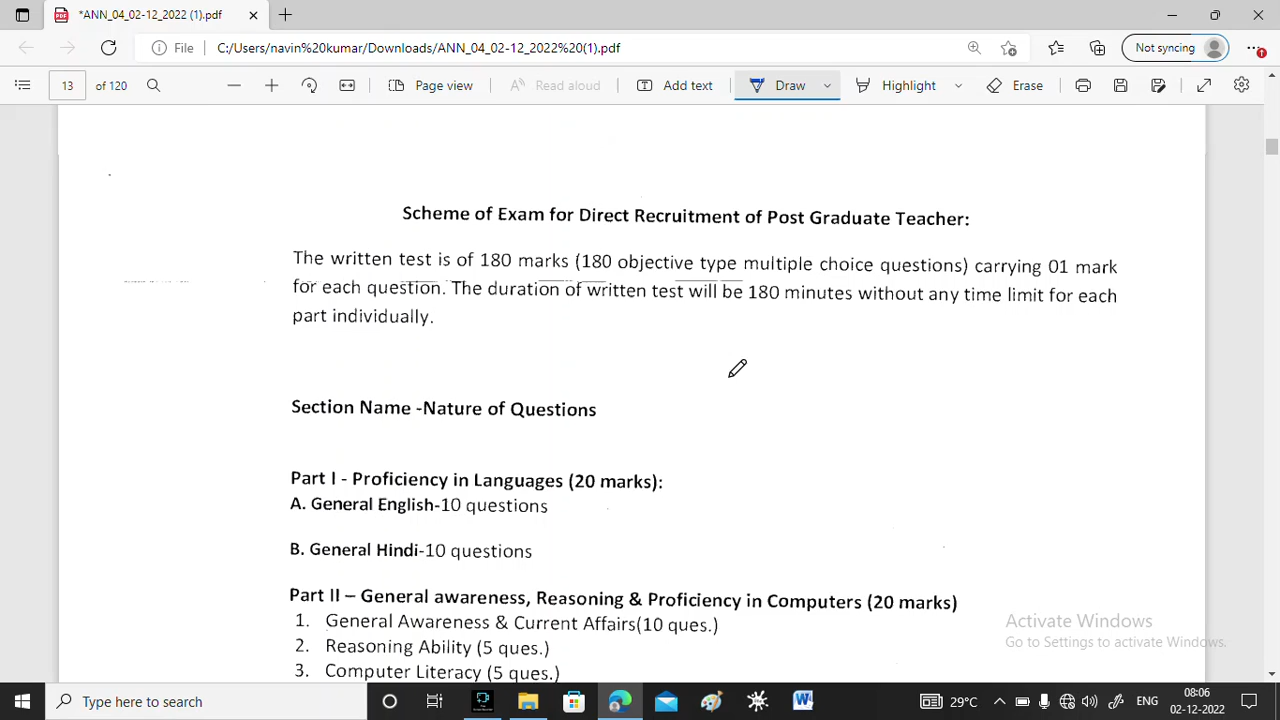 *ANN_04_02-12_2022 (1).pdf
File C:/Users/navin%20kumar/Downloads/ANN_04_02-12_2022%20(1).pdf Not syncing
13 of 120 Page view Read aloud Add text Draw Highlight Erase
Scheme of Exam for Direct Recruitment of Post Graduate Teacher:
The written test is of 180 marks (180 objective type multiple choice questions) carrying 01 mark
for each question. The duration of written test will be 180 minutes without any time limit for each
part individually.
Section Name -Nature of Questions
Part I - Proficiency in Languages (20 marks):
A. General English-10 questions
B. General Hindi-10 questions
Part II – General awareness, Reasoning & Proficiency in Computers (20 marks)
1. General Awareness & Current Affairs(10 ques.)
2. Reasoning Ability (5 ques.)
3. Computer Literacy (5 ques.)
Activate Windows
Go to Settings to activate Windows.
Type here to search 29°C ENG 08:06
02-12-2022